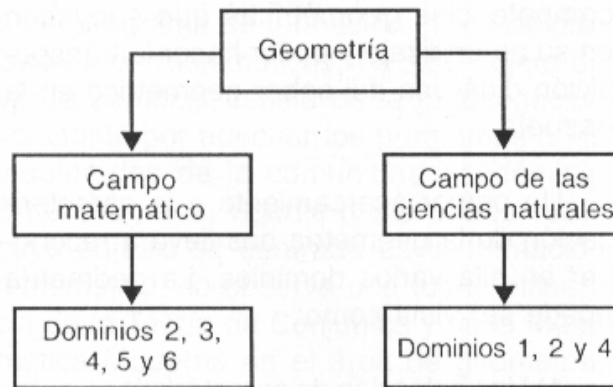 Geometría
Campo
matemático
Campo de las
ciencias naturales
Dominios 2, 3,
4, 5 y 6
Dominios 1, 2 y 4